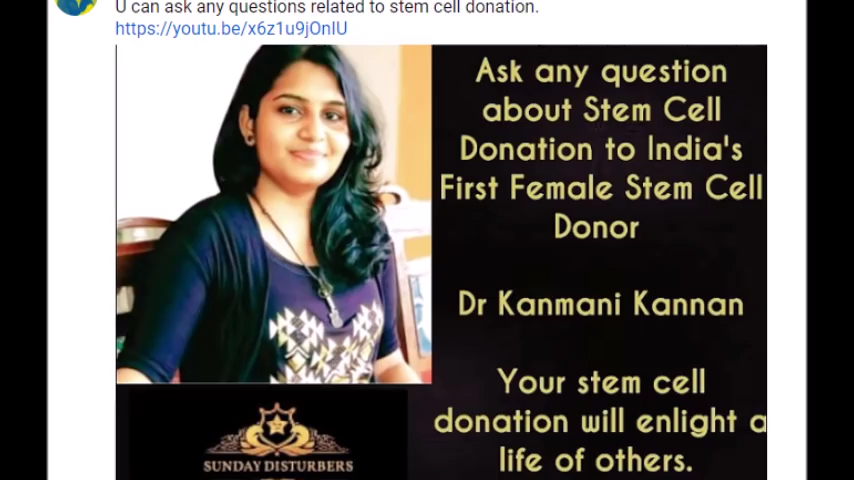 U can ask any questions related to stem cell donation.
https://youtu.be/x6z1u9jOnIU
Ask any question
about Stem Cell
Donation to India's
First Female Stem Cell
Donor
Dr Kanmani Kannan
Your stem cell
donation will enlight a
life of others.
SUNDAY DISTURBERS